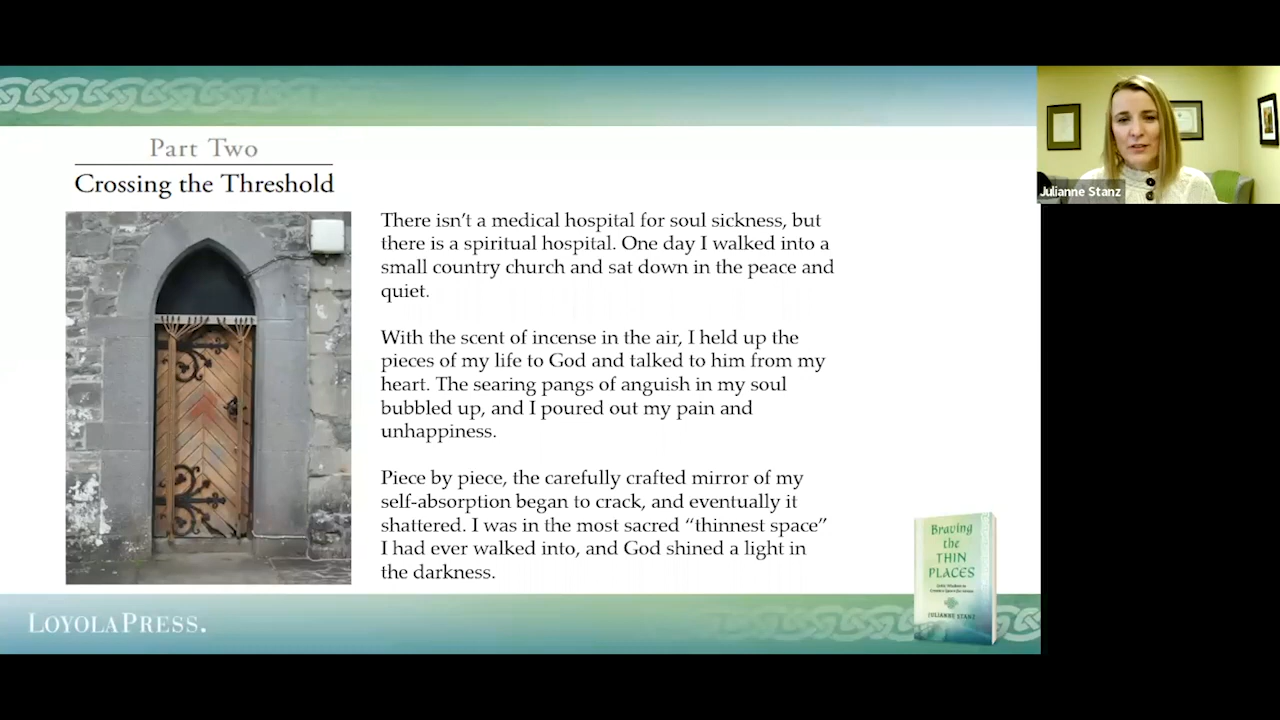 Part Two
Crossing the Threshold
There isn’t a medical hospital for soul sickness, but
there is a spiritual hospital. One day I walked into a
small country church and sat down in the peace and
quiet.
With the scent of incense in the air, I held up the
pieces of my life to God and talked to him from my
heart. The searing pangs of anguish in my soul
bubbled up, and I poured out my pain and
unhappiness.
Piece by piece, the carefully crafted mirror of my
self-absorption began to crack, and eventually it
shattered. I was in the most sacred “thinnest space”
I had ever walked into, and God shined a light in
the darkness.
Julianne Stanz
Braving
the
THIN
PLACES
JULIANNE STANZ
LOYOLAPRESS.